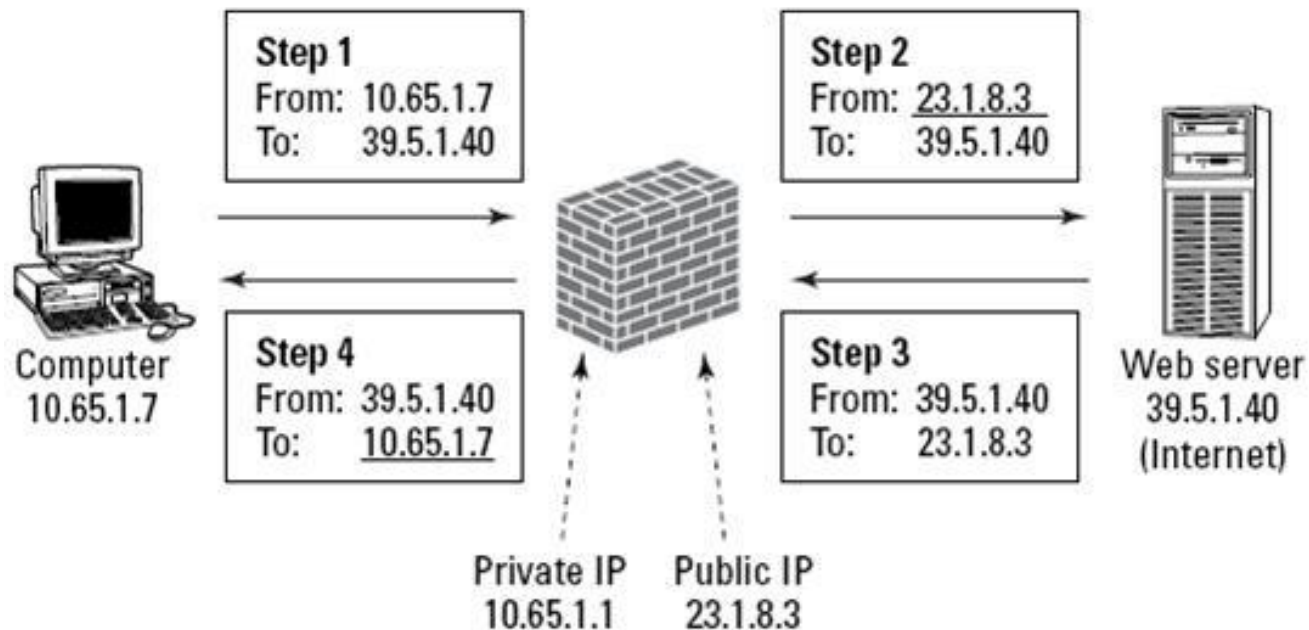 Step 1
From: 10.65.1.7
To: 39.5.1.40
Step 2
From: 23.1.8.3
To: 39.5.1.40
Computer
10.65.1.7
Step 4
From: 39.5.1.40
To: 10.65.1.7
Step 3
From: 39.5.1.40
To: 23.1.8.3
Web server
39.5.1.40
(Internet)
Private IP
10.65.1.1
Public IP
23.1.8.3